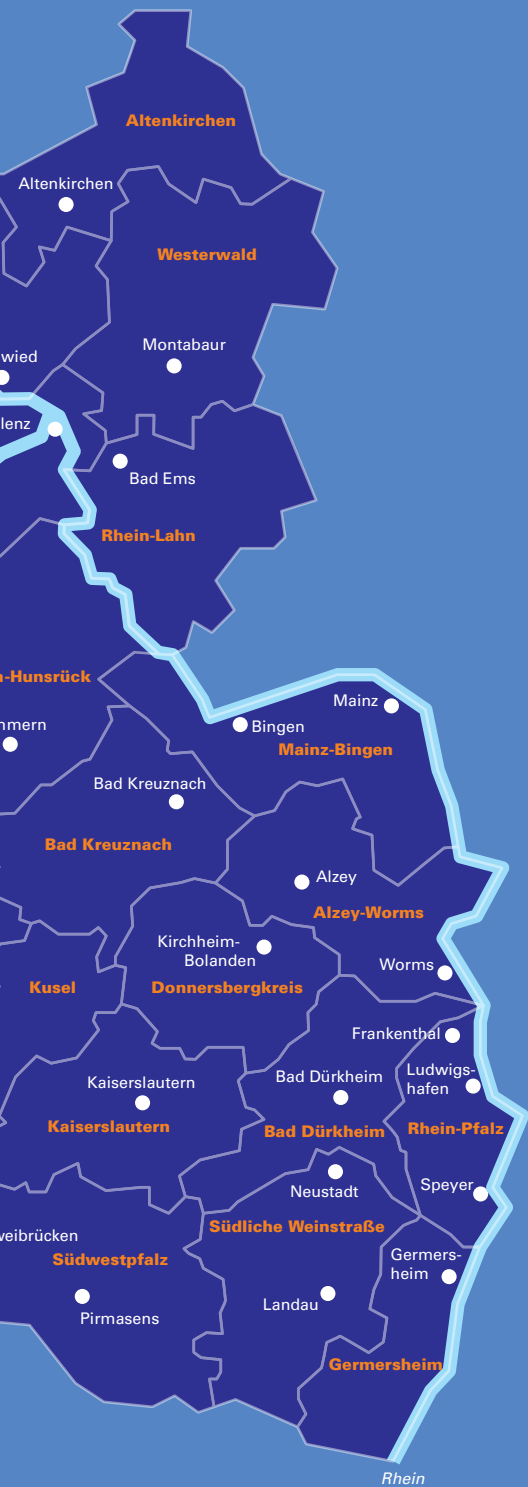 Altenkirchen
Altenkirchen
Westerwald
Montabaur
wied
lenz
Bad Ems
Rhein-Lahn
n-Hunsrück
Mainz
Bingen
mmern
Mainz-Bingen
Bad Kreuznach
Bad Kreuznach
Alzey
Alzey-Worms
Kirchheim-
Bolanden
Worms
Kusel
Donnersbergkreis
Frankenthal
Ludwigs-
hafen
Bad Dürkheim
Kaiserslautern
Kaiserslautern
Bad Dürkheim
Rhein-Pfalz
Neustadt
Speyer
Südliche Weinstraße
weibrücken
Südwestpfalz
Germers-
heim
Landau
Pirmasens
Germersheim
Rhein